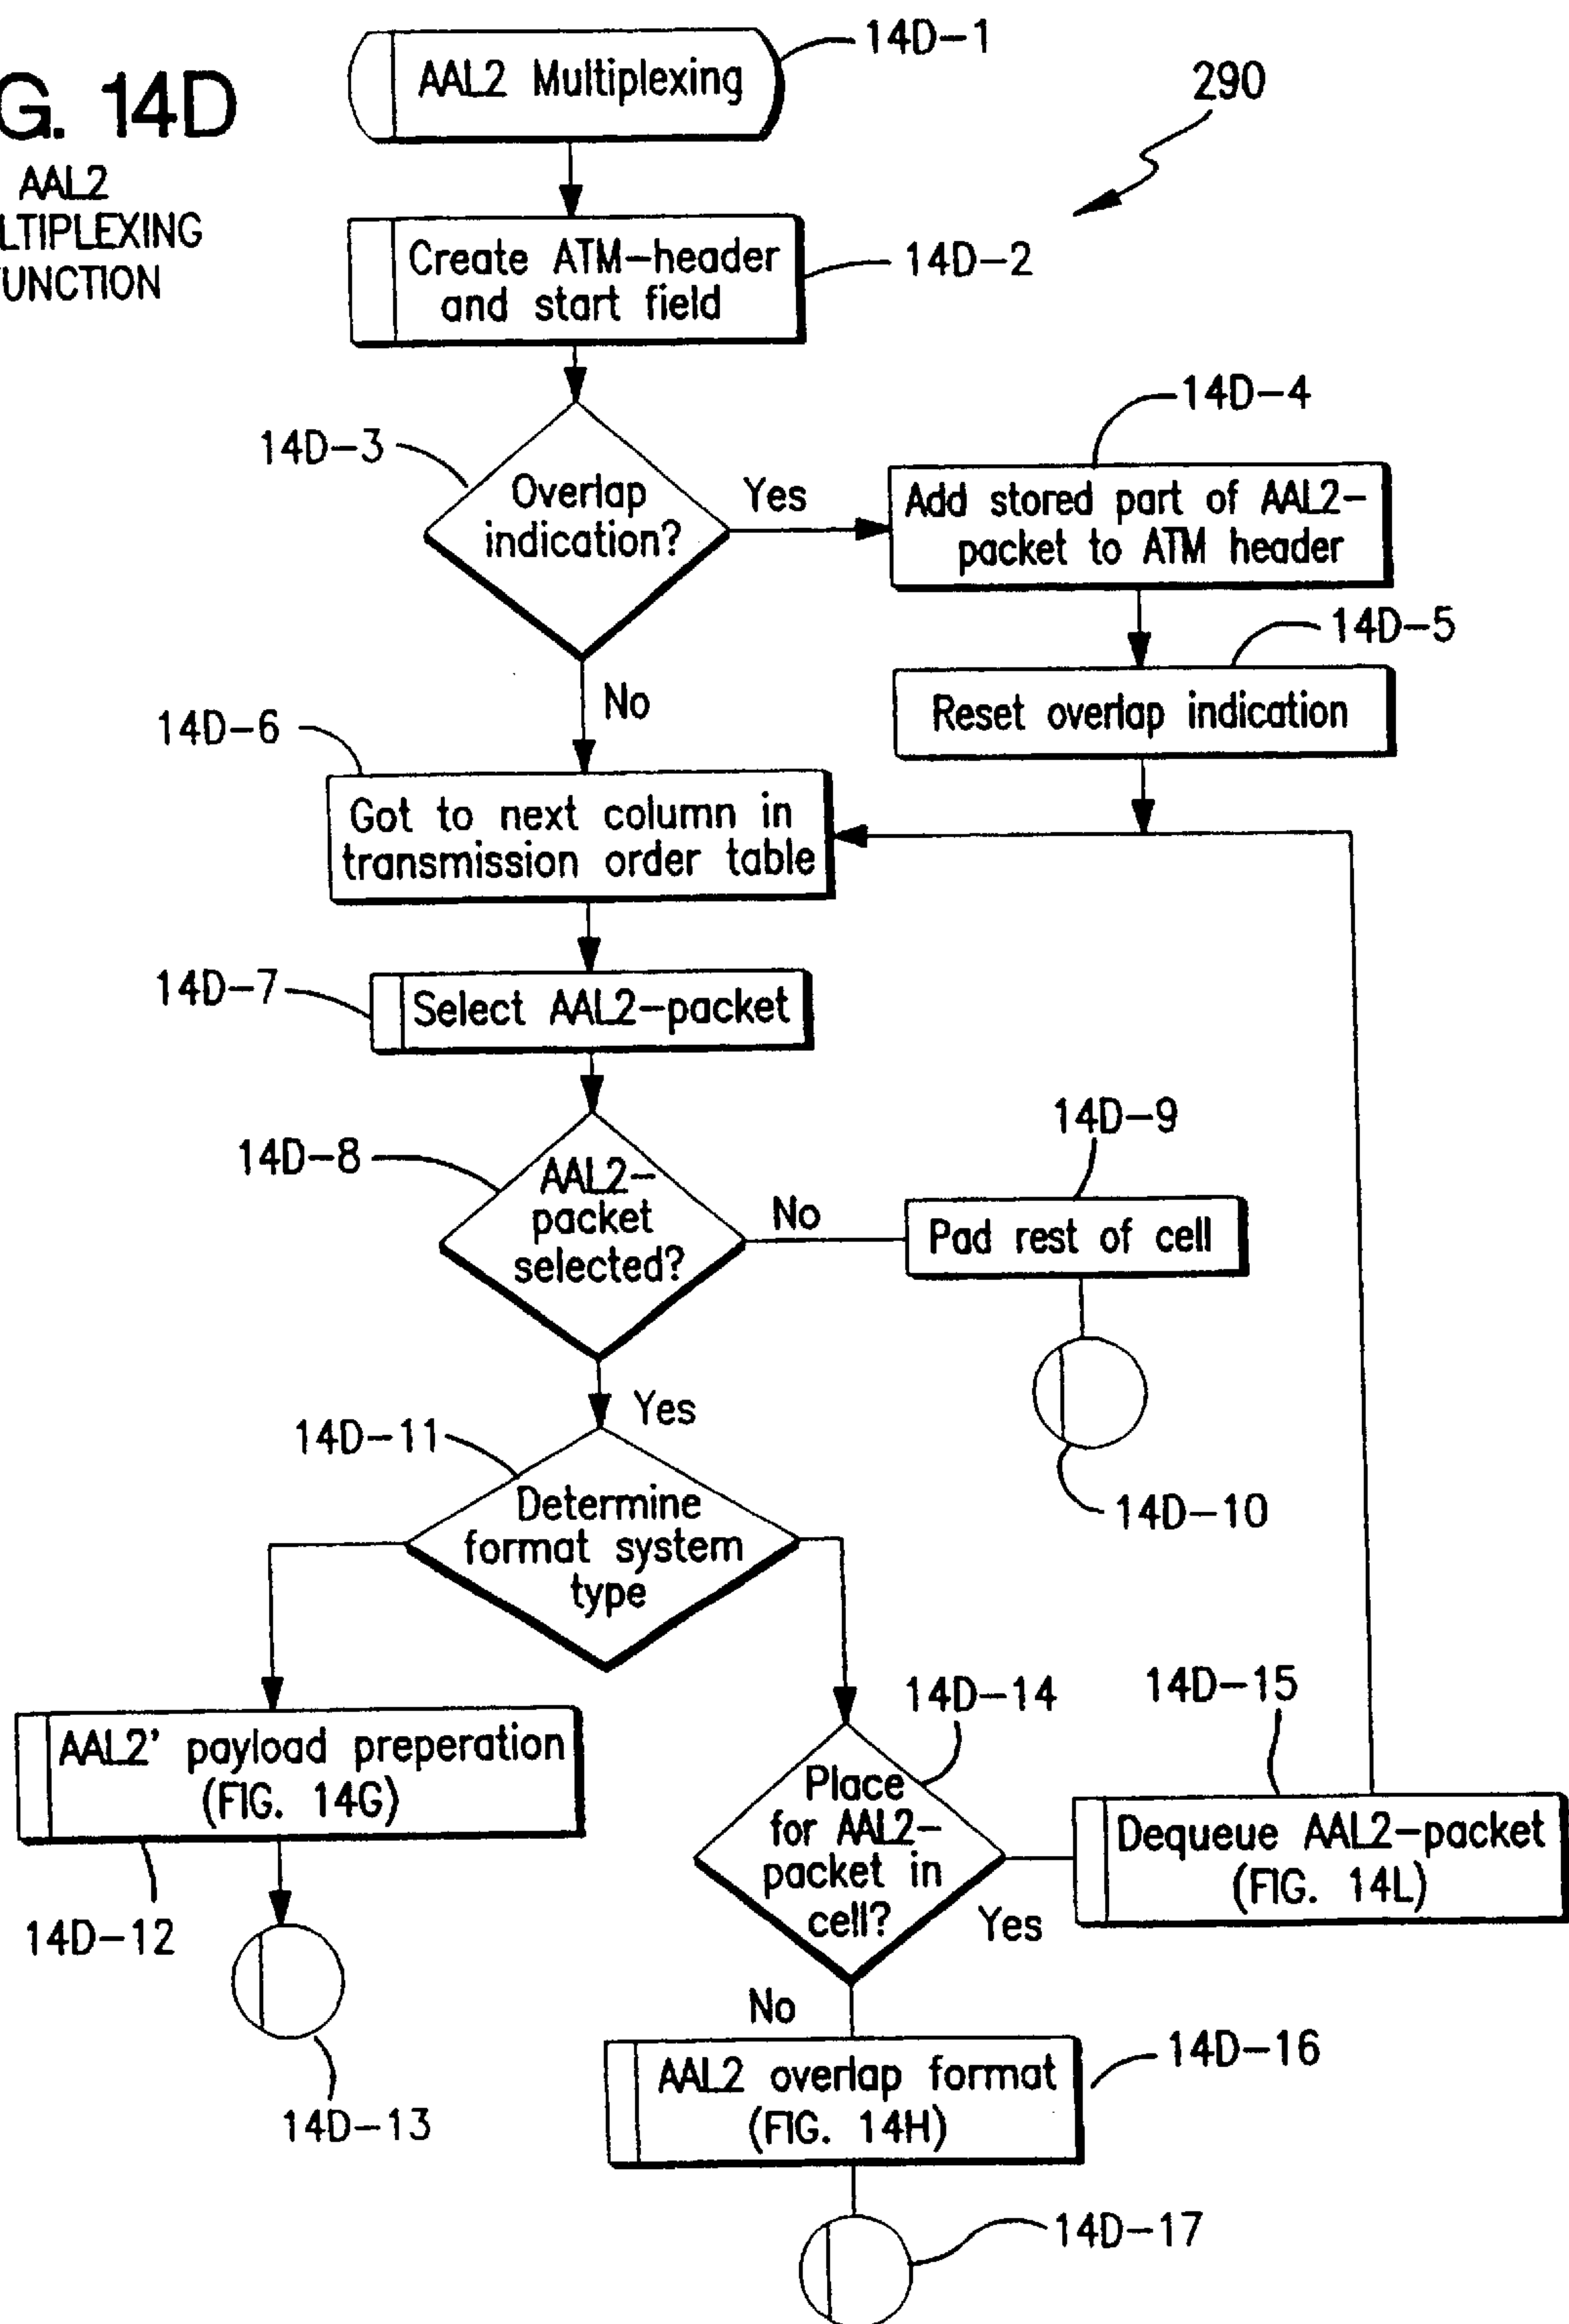 G. 14D
AAL2
LTIPLEXING
UNCTION
AAL2 Multiplexing
14D-1
290
Create ATM-header
and start field
14D-2
14D-3
Overlap
indication?
Yes
14D-4
Add stored part of AAL2-
packet to ATM header
14D-5
Reset overlap indication
No
14D-6
Got to next column in
transmission order table
14D-7
Select AAL2-packet
14D-8
AAL2-
packet
selected?
No
14D-9
Pad rest of cell
14D-10
Yes
14D-11
Determine
format system
type
AAL2' payload preperation
(FIG. 14G)
14D-12
14D-13
14D-14
Place
for AAL2-
packet in
cell?
Yes
14D-15
Dequeue AAL2-packet
(FIG. 14L)
No
AAL2 overlap format
(FIG. 14H)
14D-16
14D-17